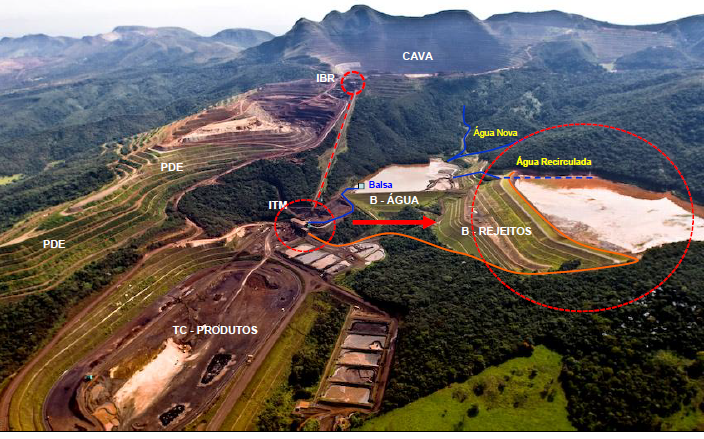 CAVA
IBR
Água Nova
Água Recirculada
PDE
Balsa
B - ÁGUA
ITM
B - REJEITOS
PDE
TC - PRODUTOS